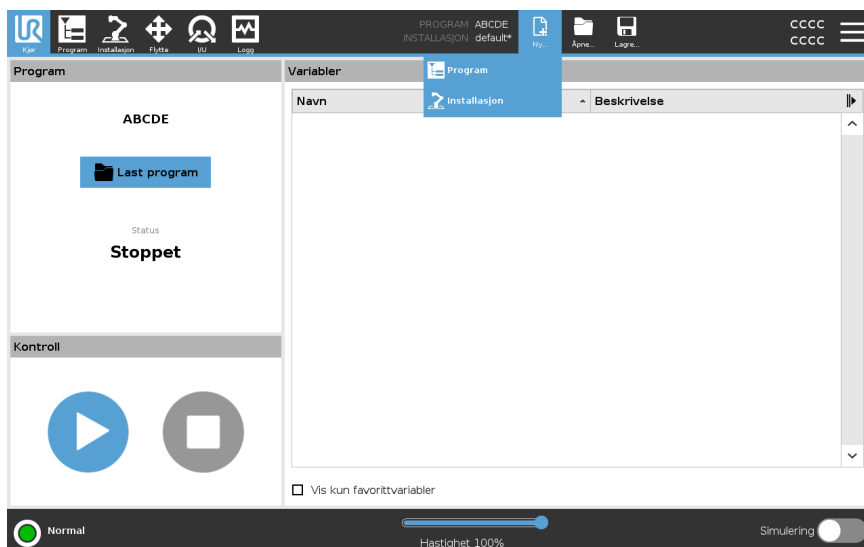 UR
Kjør
Program
Installasjon
Flytte
I/U
Logg
PROGRAM ABCDE
INSTALLASJON default*
Ny...
Åpne...
Lagre...
CCCC
CCCC
Program
Installasjon
Program
ABCDE
Last program
Status
Stoppet
Kontroll
Variabler
Navn
Beskrivelse
Vis kun favorittvariabler
Normal
Hastighet 100%
Simulering